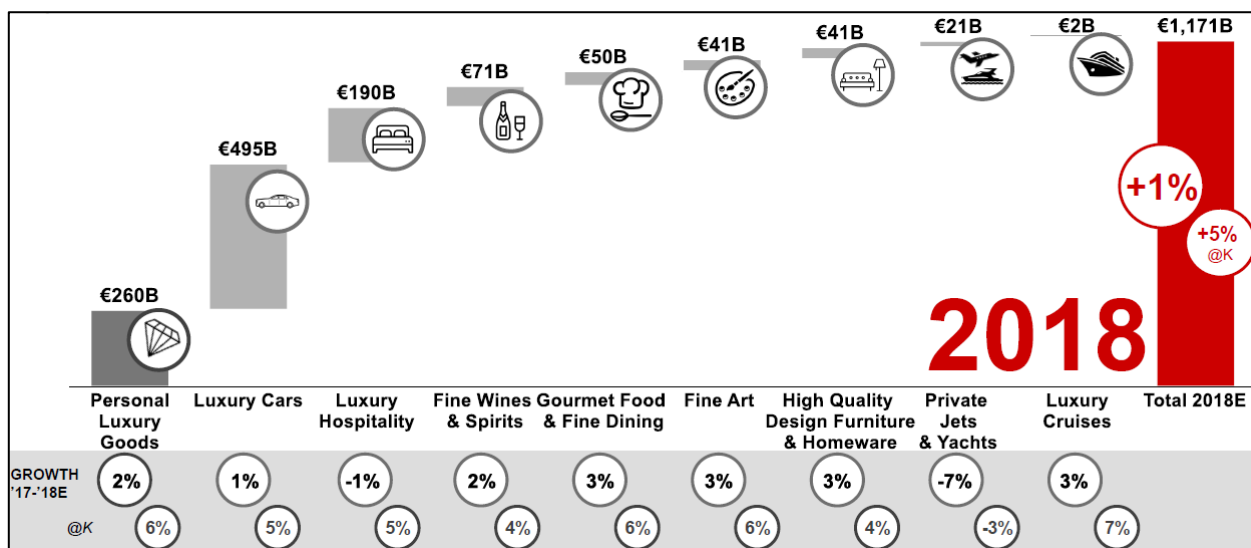 €260B
€495B
€190B
€71B
€50B
€41B
€41B
€21B
€2B
€1,171B
+1%
+5%
@K
2018
Personal
Luxury
Goods
Luxury Cars
Luxury
Hospitality
Fine Wines
& Spirits
Gourmet Food
& Fine Dining
Fine Art
High Quality
Design Furniture
& Homeware
Private
Jets
& Yachts
Luxury
Cruises
Total 2018E
GROWTH
'17-'18E
2%
1%
-1%
2%
3%
3%
3%
-7%
3%
@K
6%
5%
5%
4%
6%
6%
4%
-3%
7%